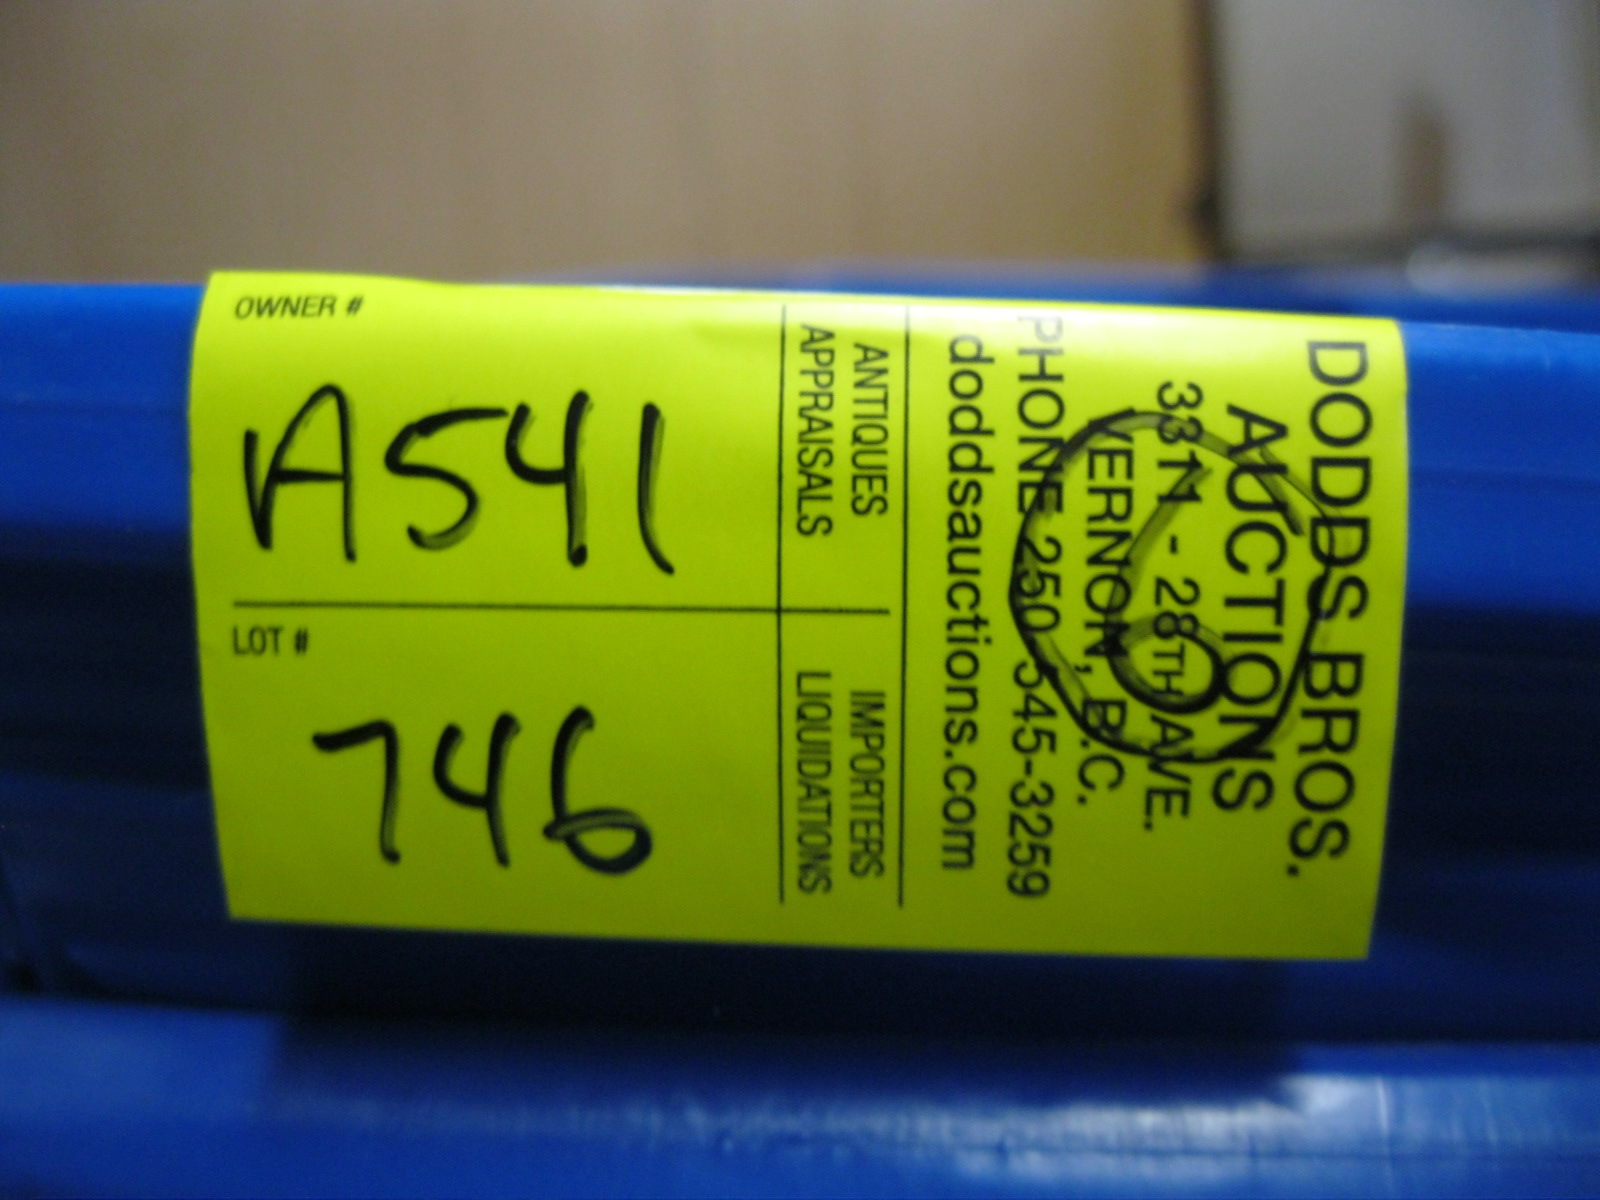 OWNER #
A541
LOT #
746
ANTIQUES
APPRAISALS
IMPORTERS
LIQUIDATIONS
DODDS BROS.
AUCTIONS
3311 - 28TH AVE.
VERNON, B.C.
PHONE 250-545-3259
doddsauctions.com